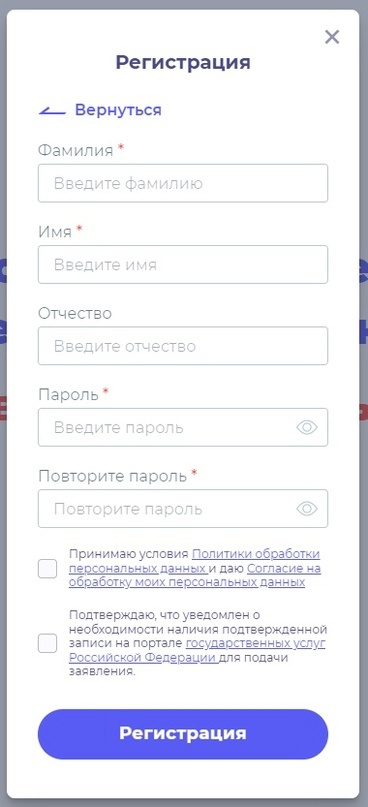 Регистрация
Вернуться
Фамилия *
Введите фамилию
Имя *
Введите имя
Отчество
Введите отчество
Пароль *
Введите пароль
Повторите пароль *
Повторите пароль
Принимаю условия Политики обработки
персональных данных и даю Согласие на
обработку моих персональных данных
Подтверждаю, что уведомлен о
необходимости наличия подтвержденной
записи на портале государственных услуг
Российской Федерации для подачи
заявления.
Регистрация